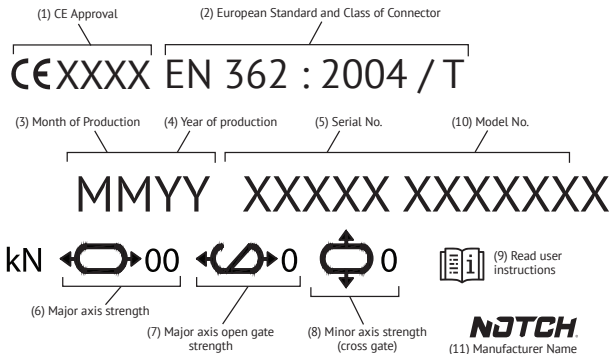 (1) CE Approval
(2) European Standard and Class of Connector
CEXXXX EN 362 : 2004 / T
(3) Month of Production (4) Year of production (5) Serial No. (10) Model No.
MMYY XXXXX XXXXXXX
kN 00 0 0
i
(9) Read user
instructions
(6) Major axis strength
(7) Major axis open gate
strength
(8) Minor axis strength
(cross gate)
NOTCH®
(11) Manufacturer Name